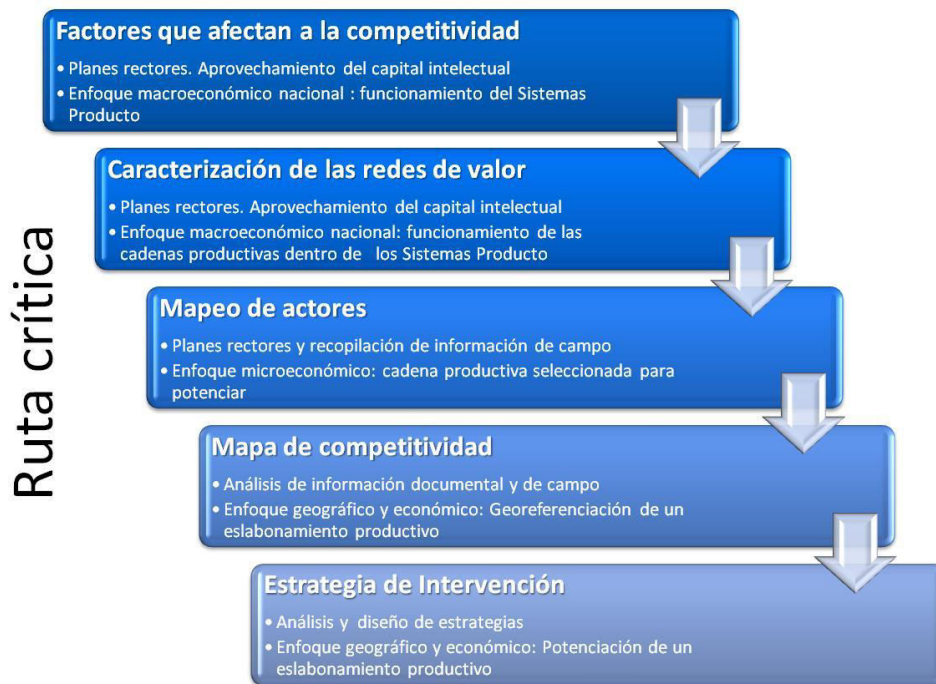 Ruta crítica
Factores que afectan a la competitividad
• Planes rectores. Aprovechamiento del capital intelectual
• Enfoque macroeconómico nacional : funcionamiento del Sistemas
Producto
Caracterización de las redes de valor
• Planes rectores. Aprovechamiento del capital intelectual
• Enfoque macroeconómico nacional: funcionamiento de las
cadenas productivas dentro de los Sistemas Producto
Mapeo de actores
• Planes rectores y recopilación de información de campo
• Enfoque microeconómico: cadena productiva seleccionada para
potenciar
Mapa de competitividad
• Análisis de información documental y de campo
• Enfoque geográfico y económico: Georeferenciación de un
eslabonamiento productivo
Estrategia de Intervención
• Análisis y diseño de estrategias
• Enfoque geográfico y económico: Potenciación de un
eslabonamiento productivo